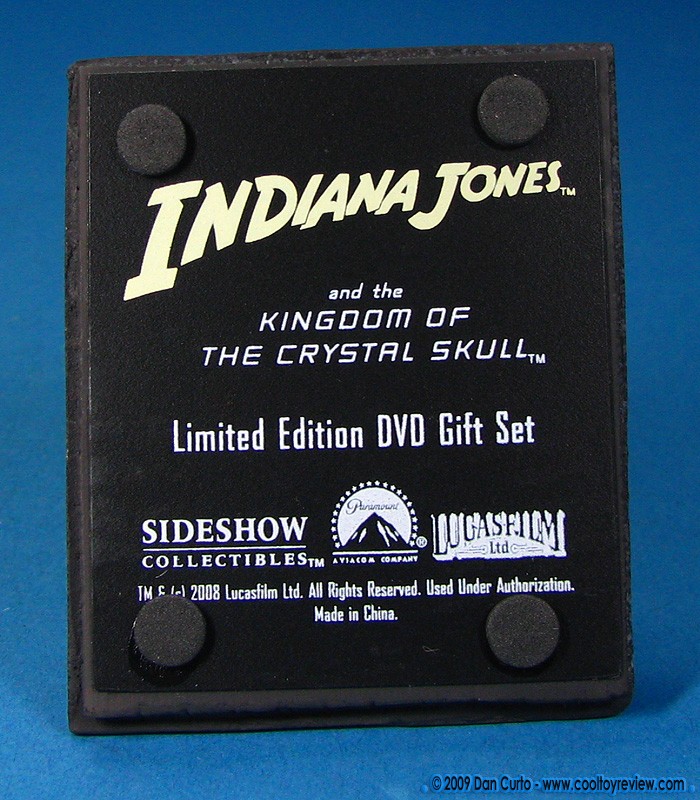 INDIANA JONES™
and the
KINGDOM OF
THE CRYSTAL SKULL™
Limited Edition DVD Gift Set
SIDESHOW
COLLECTIBLES™
Paramount
A VIACOM COMPANY
®
LUCASFILM
Ltd
TM & (c) 2008 Lucasfilm Ltd. All Rights Reserved. Used Under Authorization.
Made in China.
© 2009 Dan Curto - www.cooltoyreview.com